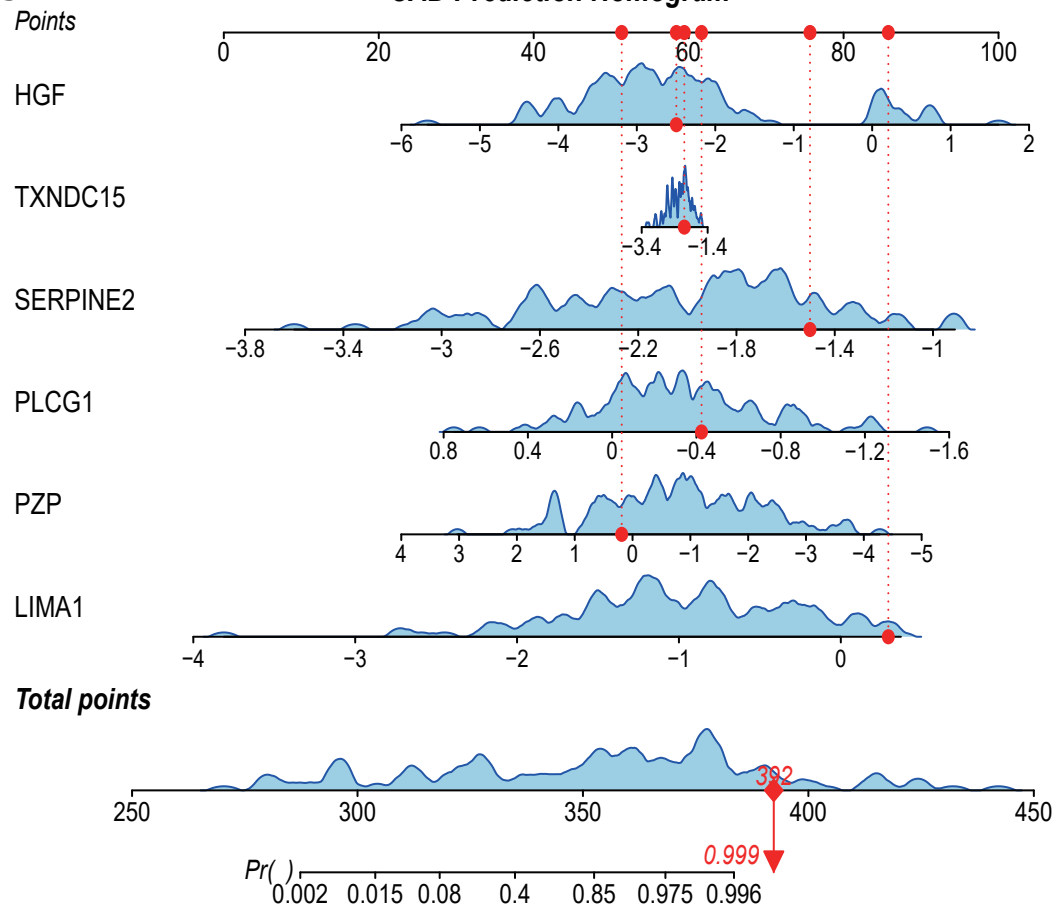 Points
0 20 40 60 80 100
HGF
−6 −5 −4 −3 −2 −1 0 1 2
TXNDC15
−3.4 −1.4
SERPINE2
−3.8 −3.4 −3 −2.6 −2.2 −1.8 −1.4 −1
PLCG1
0.8 0.4 0 −0.4 −0.8 −1.2 −1.6
PZP
4 3 2 1 0 −1 −2 −3 −4 −5
LIMA1
−4 −3 −2 −1 0
Total points
392
250 300 350 400 450
0.999
Pr( )
0.002 0.015 0.08 0.4 0.85 0.975 0.996